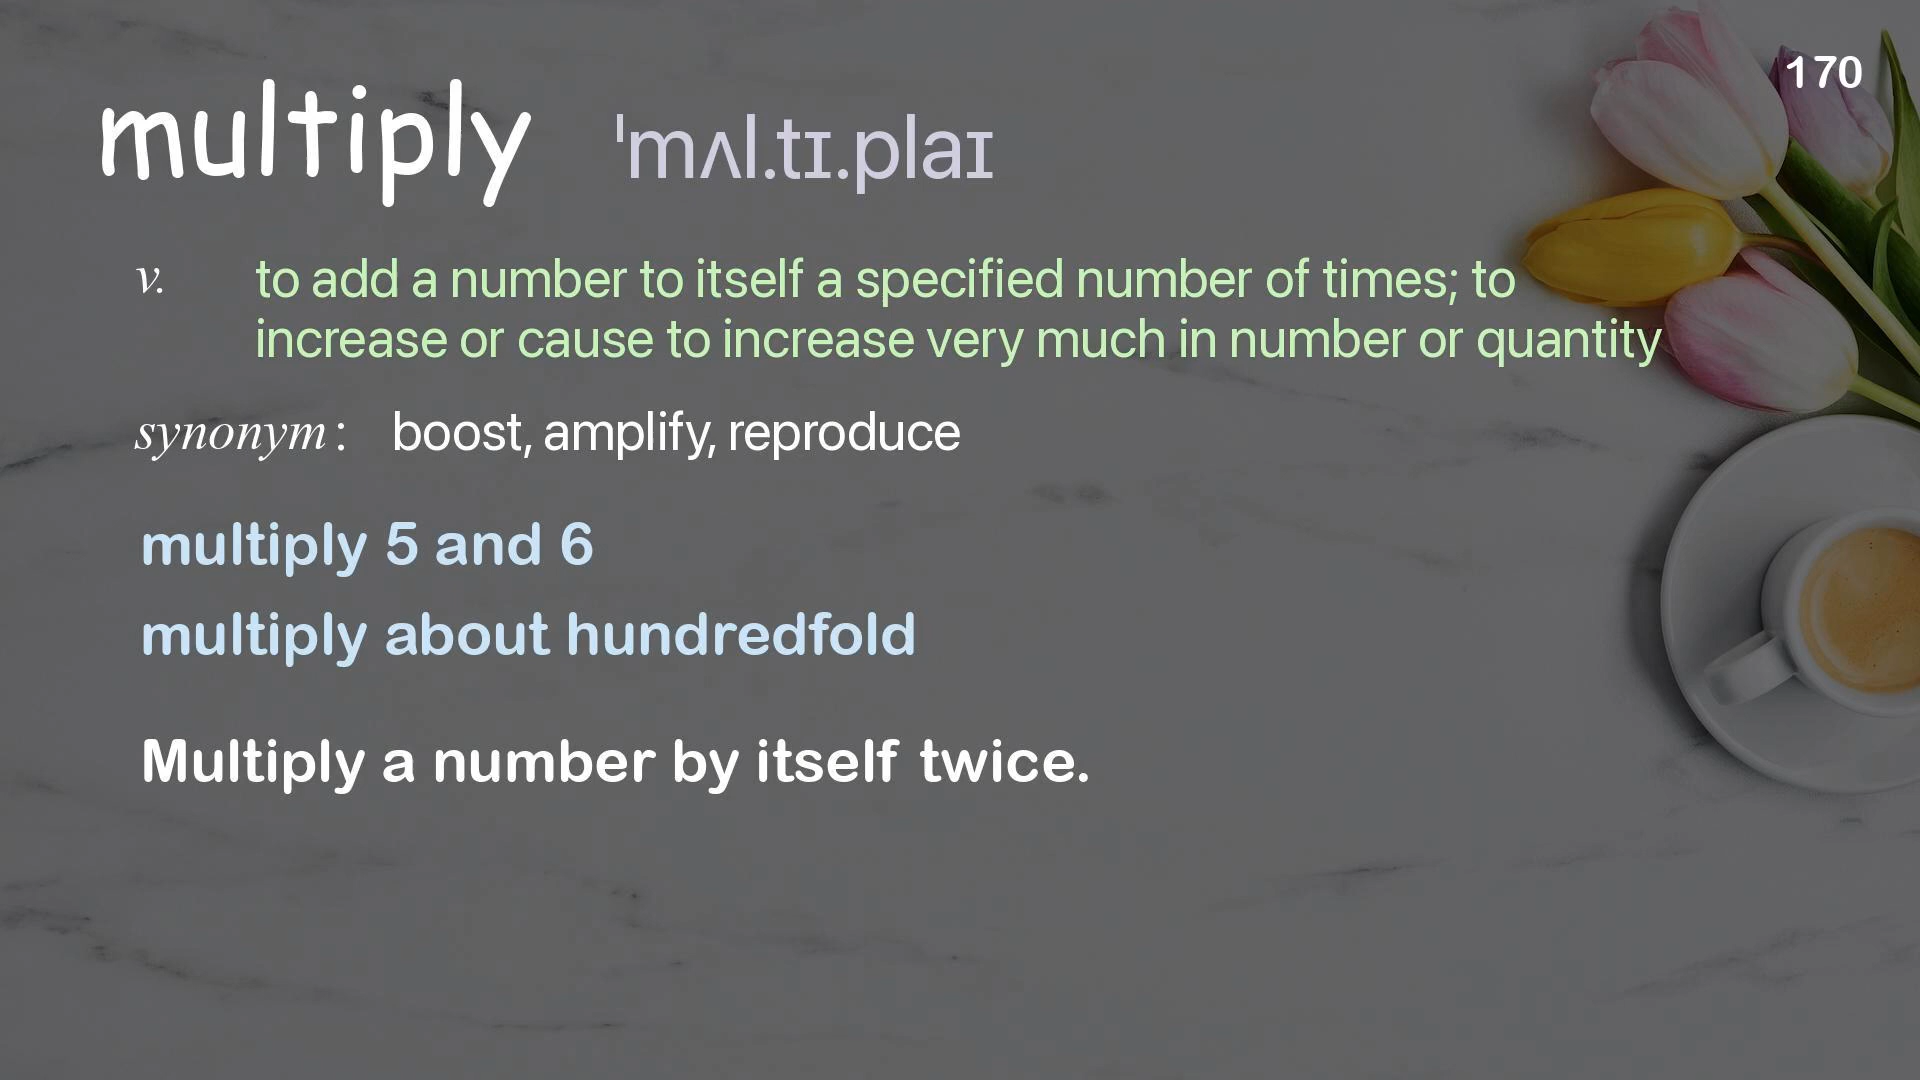 170
multiply ˈmʌl.tɪ.plaɪ
v. to add a number to itself a specified number of times; to
increase or cause to increase very much in number or quantity
synonym : boost, amplify, reproduce
multiply 5 and 6
multiply about hundredfold
Multiply a number by itself twice.